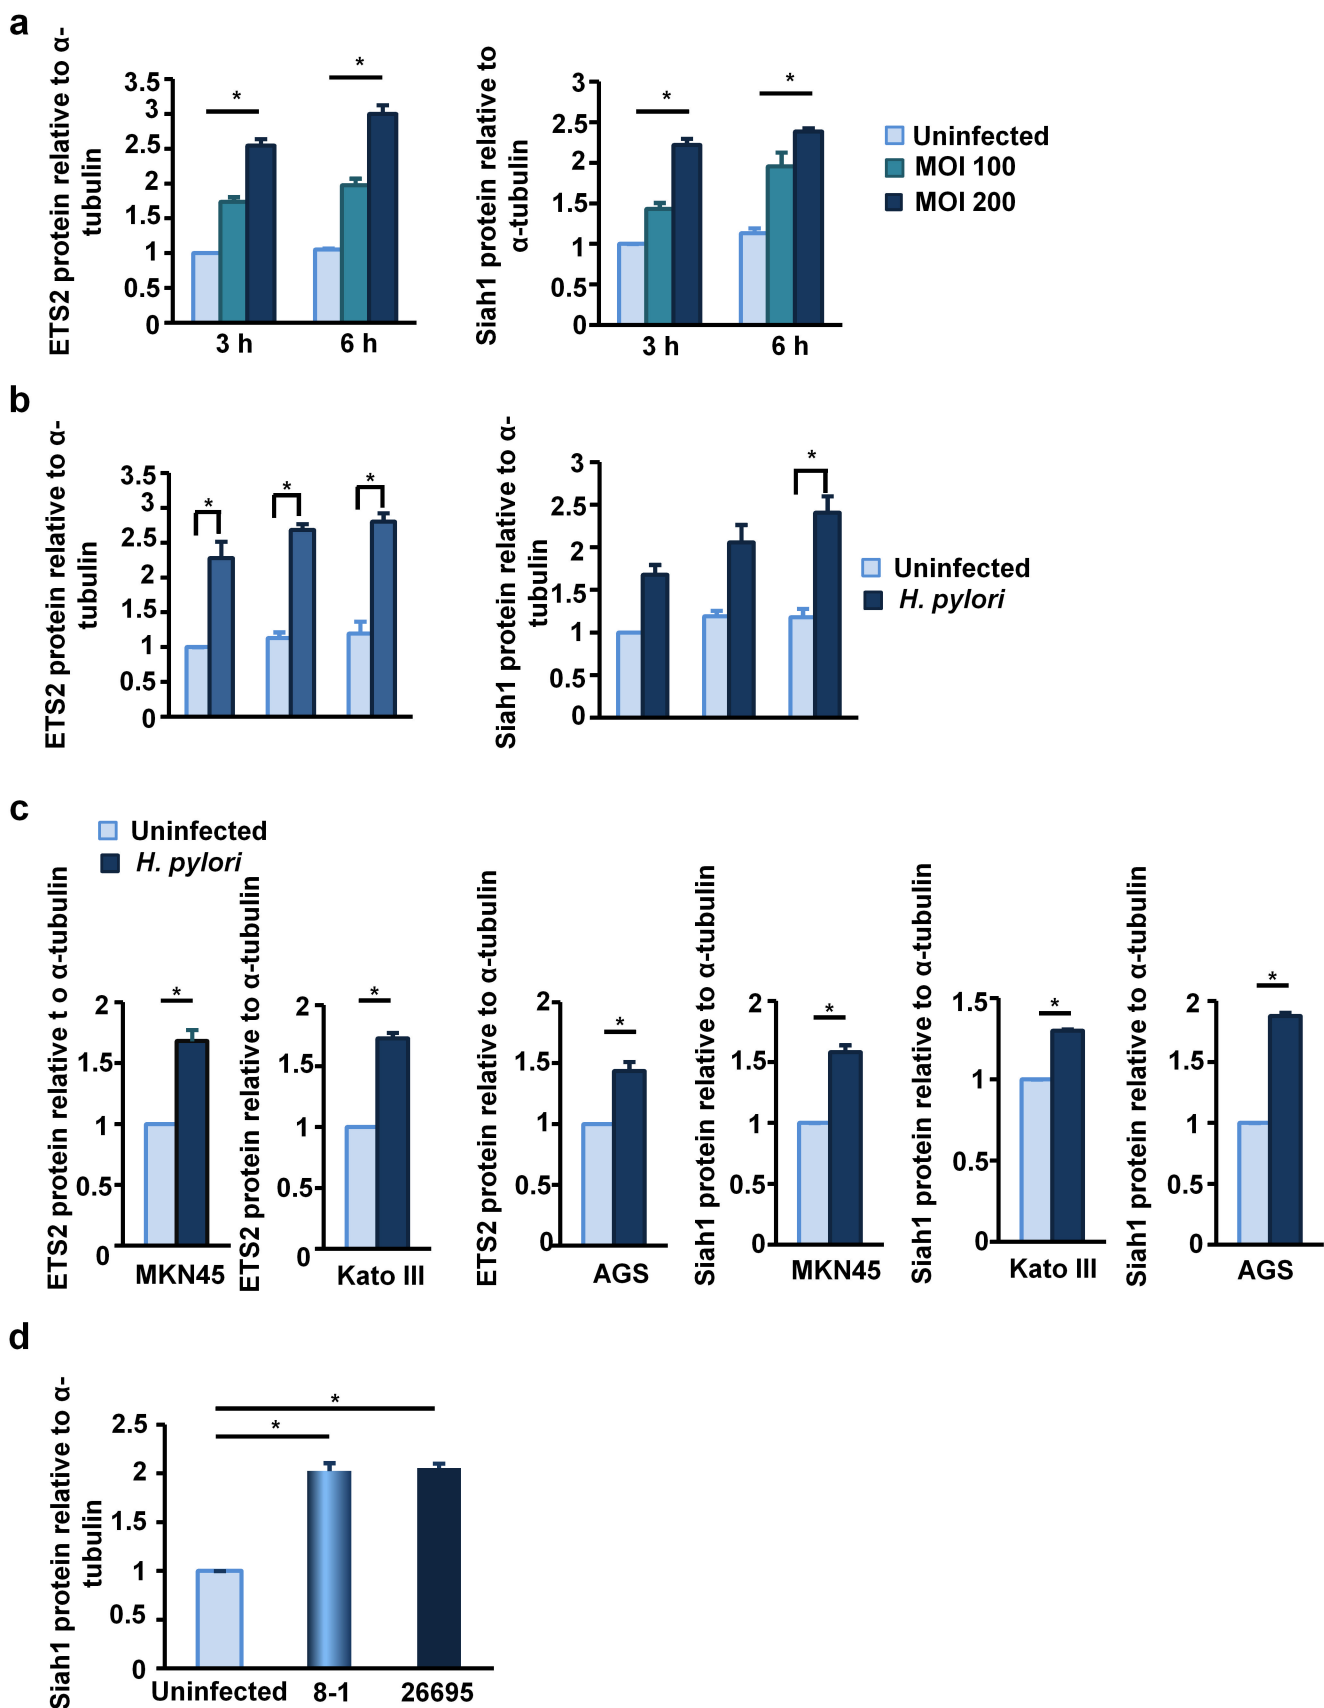 a
ETS2 protein relative to α-
tubulin
3.5
3
2.5
2
1.5
1
0.5
0
*
*
3 h
6 h
Siah1 protein relative to
α-tubulin
3
2.5
2
1.5
1
0.5
0
*
*
3 h
6 h
Uninfected
MOI 100
MOI 200
b
ETS2 protein relative to α-
tubulin
3.5
3
2.5
2
1.5
1
0.5
0
*
*
*
Siah1 protein relative to α-
tubulin
3
2.5
2
1.5
1
0.5
0
*
Uninfected
H. pylori
c
Uninfected
H. pylori
ETS2 protein relative t o α-tubulin
2
1.5
1
0.5
0
*
MKN45
ETS2 protein relative to α-tubulin
2
1.5
1
0.5
0
*
Kato III
ETS2 protein relative to α-tubulin
2
1.5
1
0.5
0
*
AGS
Siah1 protein relative to α-tubulin
2
1.5
1
0.5
0
*
MKN45
Siah1 protein relative to α-tubulin
1.5
1
0.5
0
*
Kato III
Siah1 protein relative to α-tubulin
2
1.5
1
0.5
0
*
AGS
d
Siah1 protein relative to α-
tubulin
2.5
2
1.5
1
0.5
0
*
*
Uninfected
8-1
26695